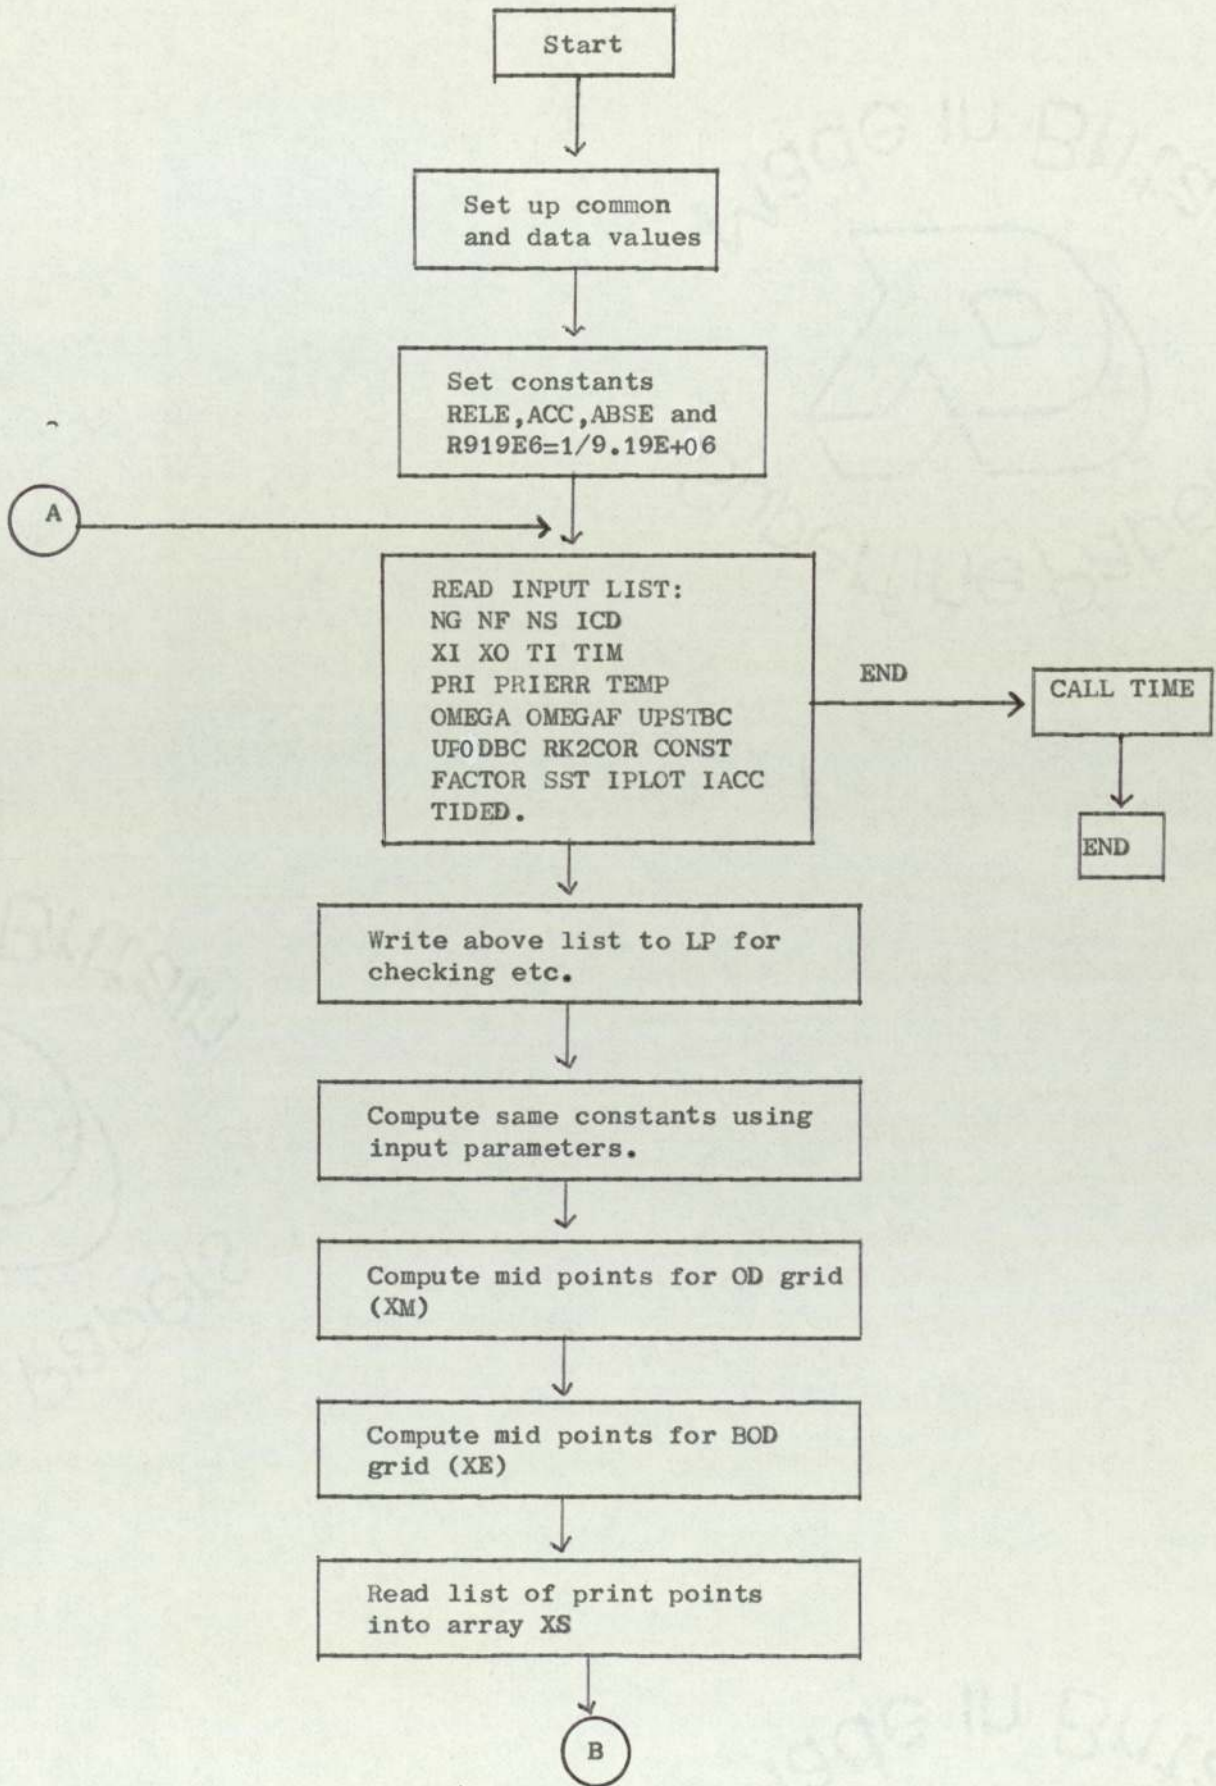 Start
Set up common
and data values
Set constants
RELE,ACC,ABSE and
R919E6=1/9.19E+06
A
READ INPUT LIST:
NG NF NS ICD
XI XO TI TIM
PRI PRIERR TEMP
OMEGA OMEGAF UPSTBC
UPODBC RK2COR CONST
FACTOR SST IPLOT IACC
TIDED.
END
CALL TIME
END
Write above list to LP for
checking etc.
Compute same constants using
input parameters.
Compute mid points for OD grid
(XM)
Compute mid points for BOD
grid (XE)
Read list of print points
into array XS
B